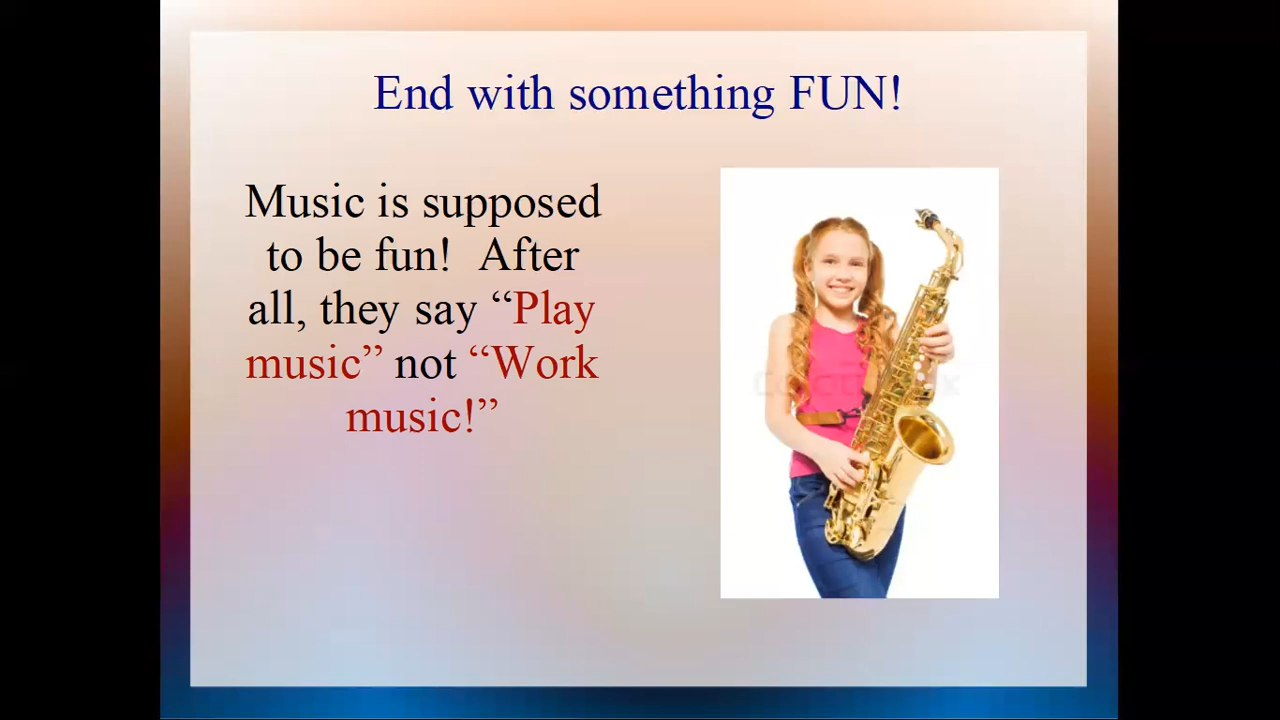 End with something FUN!
Music is supposed
to be fun!  After
all, they say “Play
music” not “Work
music!”